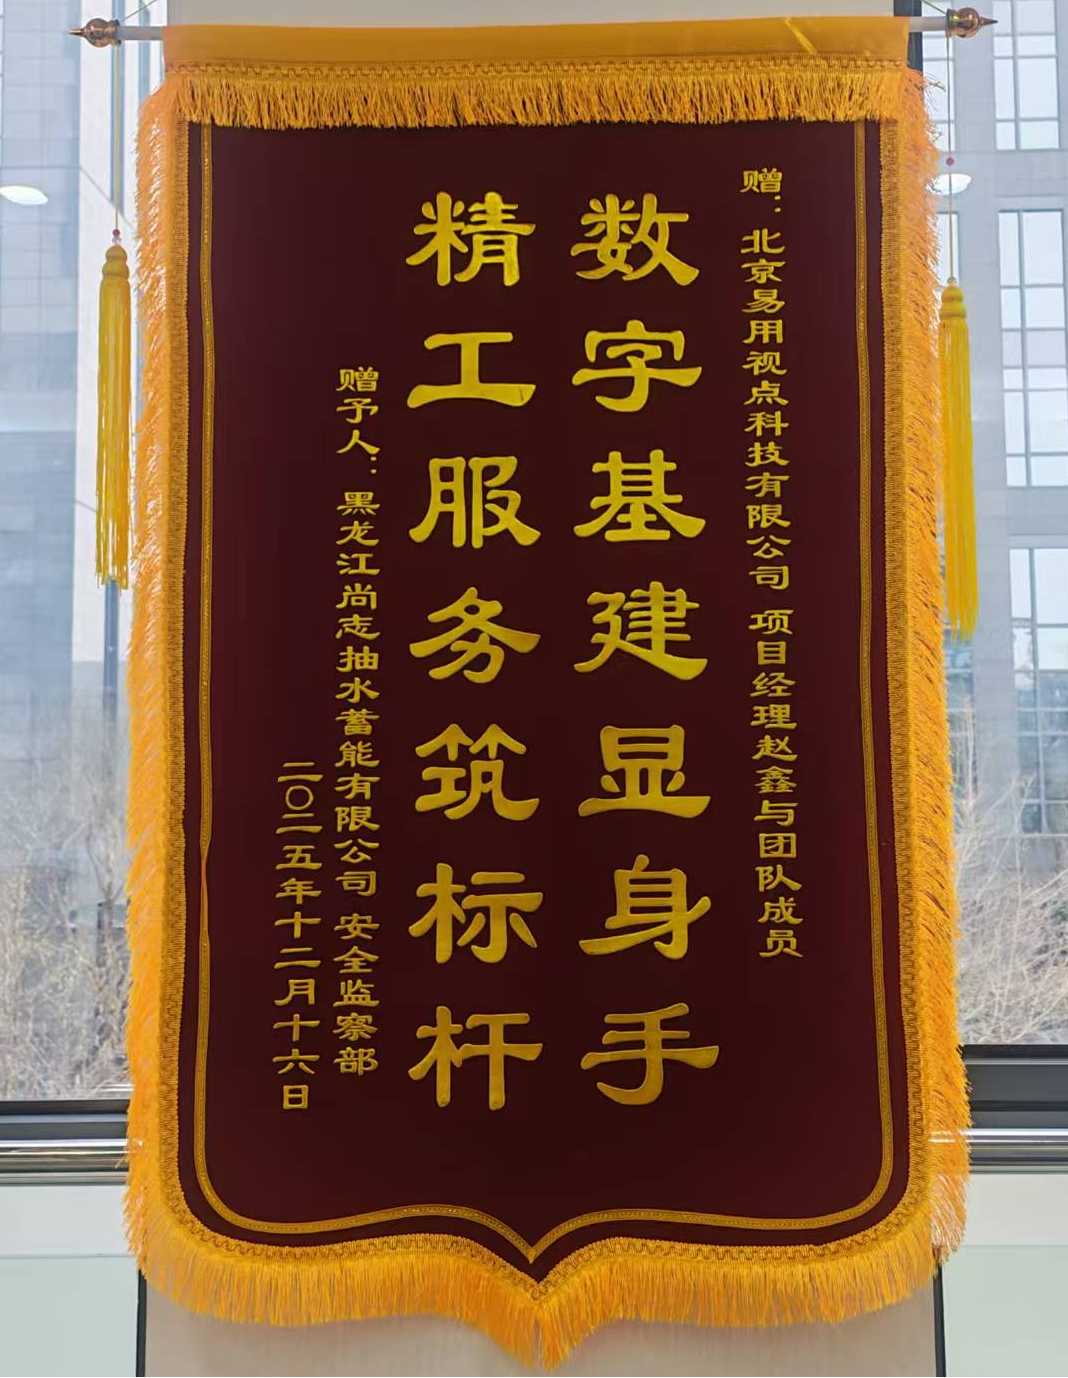 赠：北京易用视点科技有限公司 项目经理赵鑫与团队成员
数字基建显身手
精工服务筑标杆
赠予人：黑龙江尚志抽水蓄能有限公司 安全监察部
二〇二五年十二月十六日